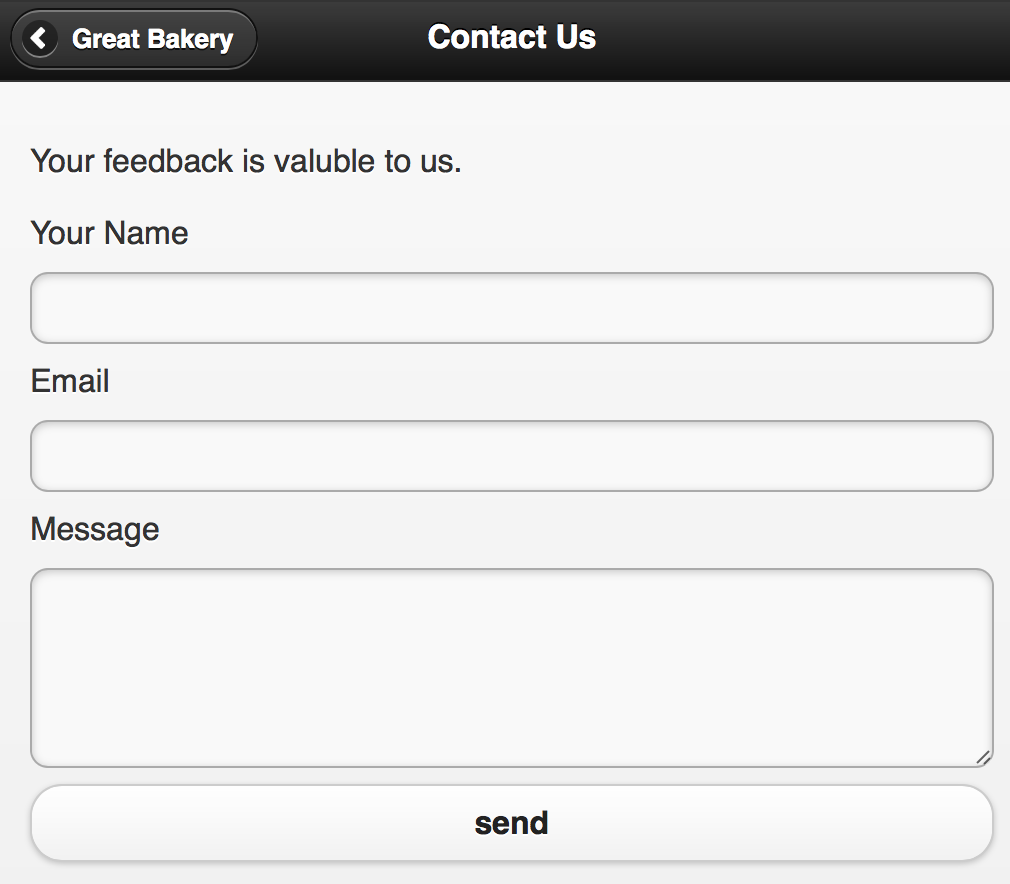 Great Bakery
Contact Us
Your feedback is valuble to us.
Your Name
Email
Message
send